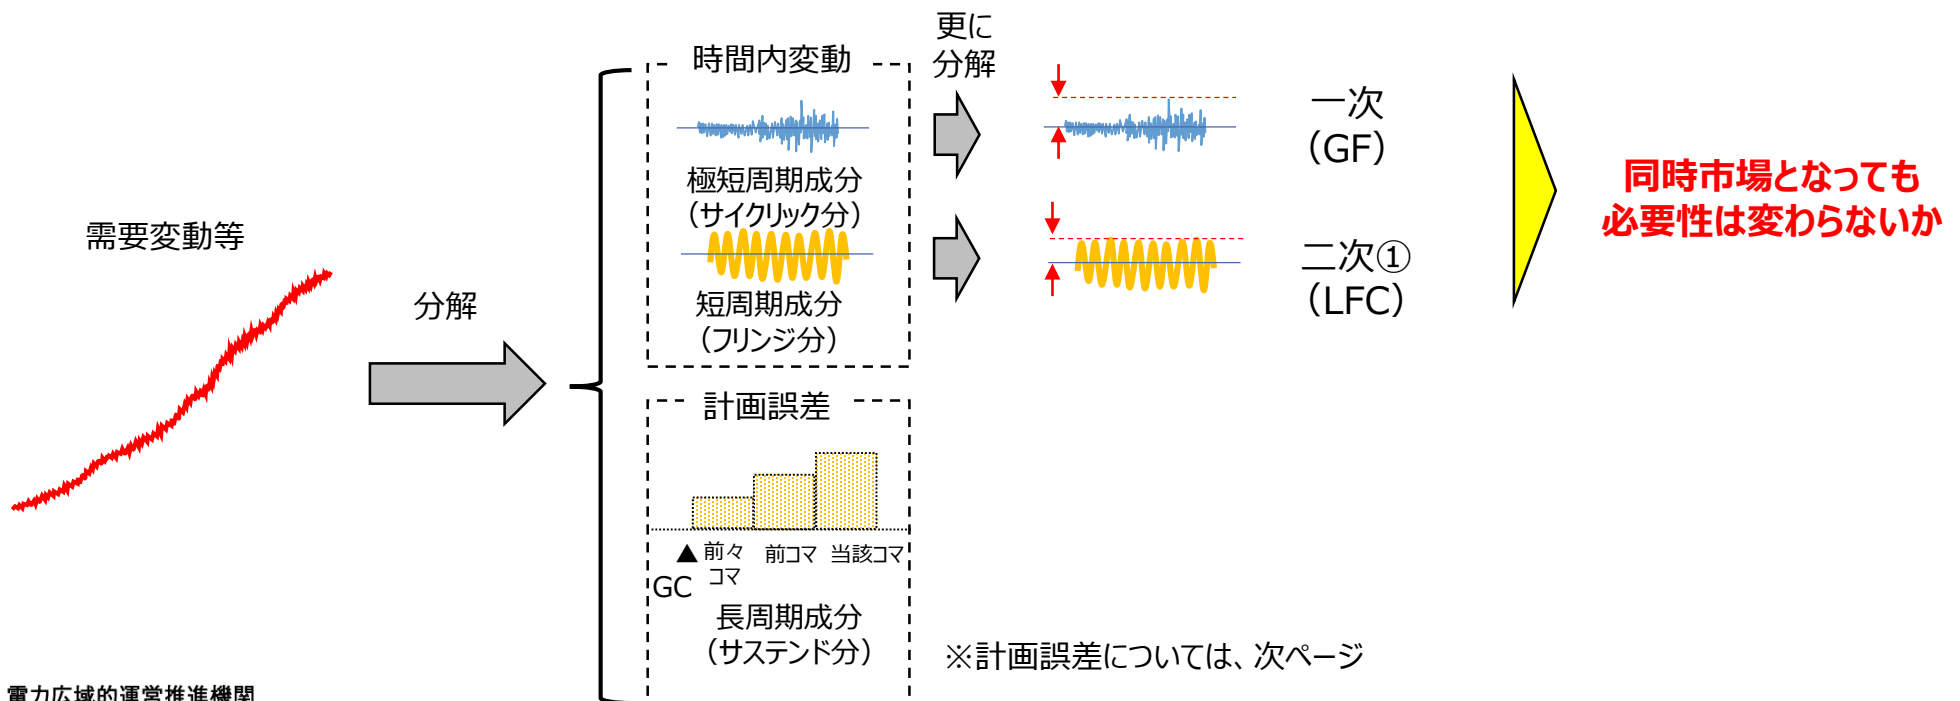 需要変動等
分解
時間内変動
極短周期成分
(サイクリック分)
短周期成分
(フリンジ分)
計画誤差
▲
前々
コマ
前コマ
当該コマ
GC
長周期成分
(サステンド分)
更に
分解
一次
(GF)
二次①
(LFC)
同時市場となっても
必要性は変わらないか
※計画誤差については、次ページ
電力広域的運営推進機関